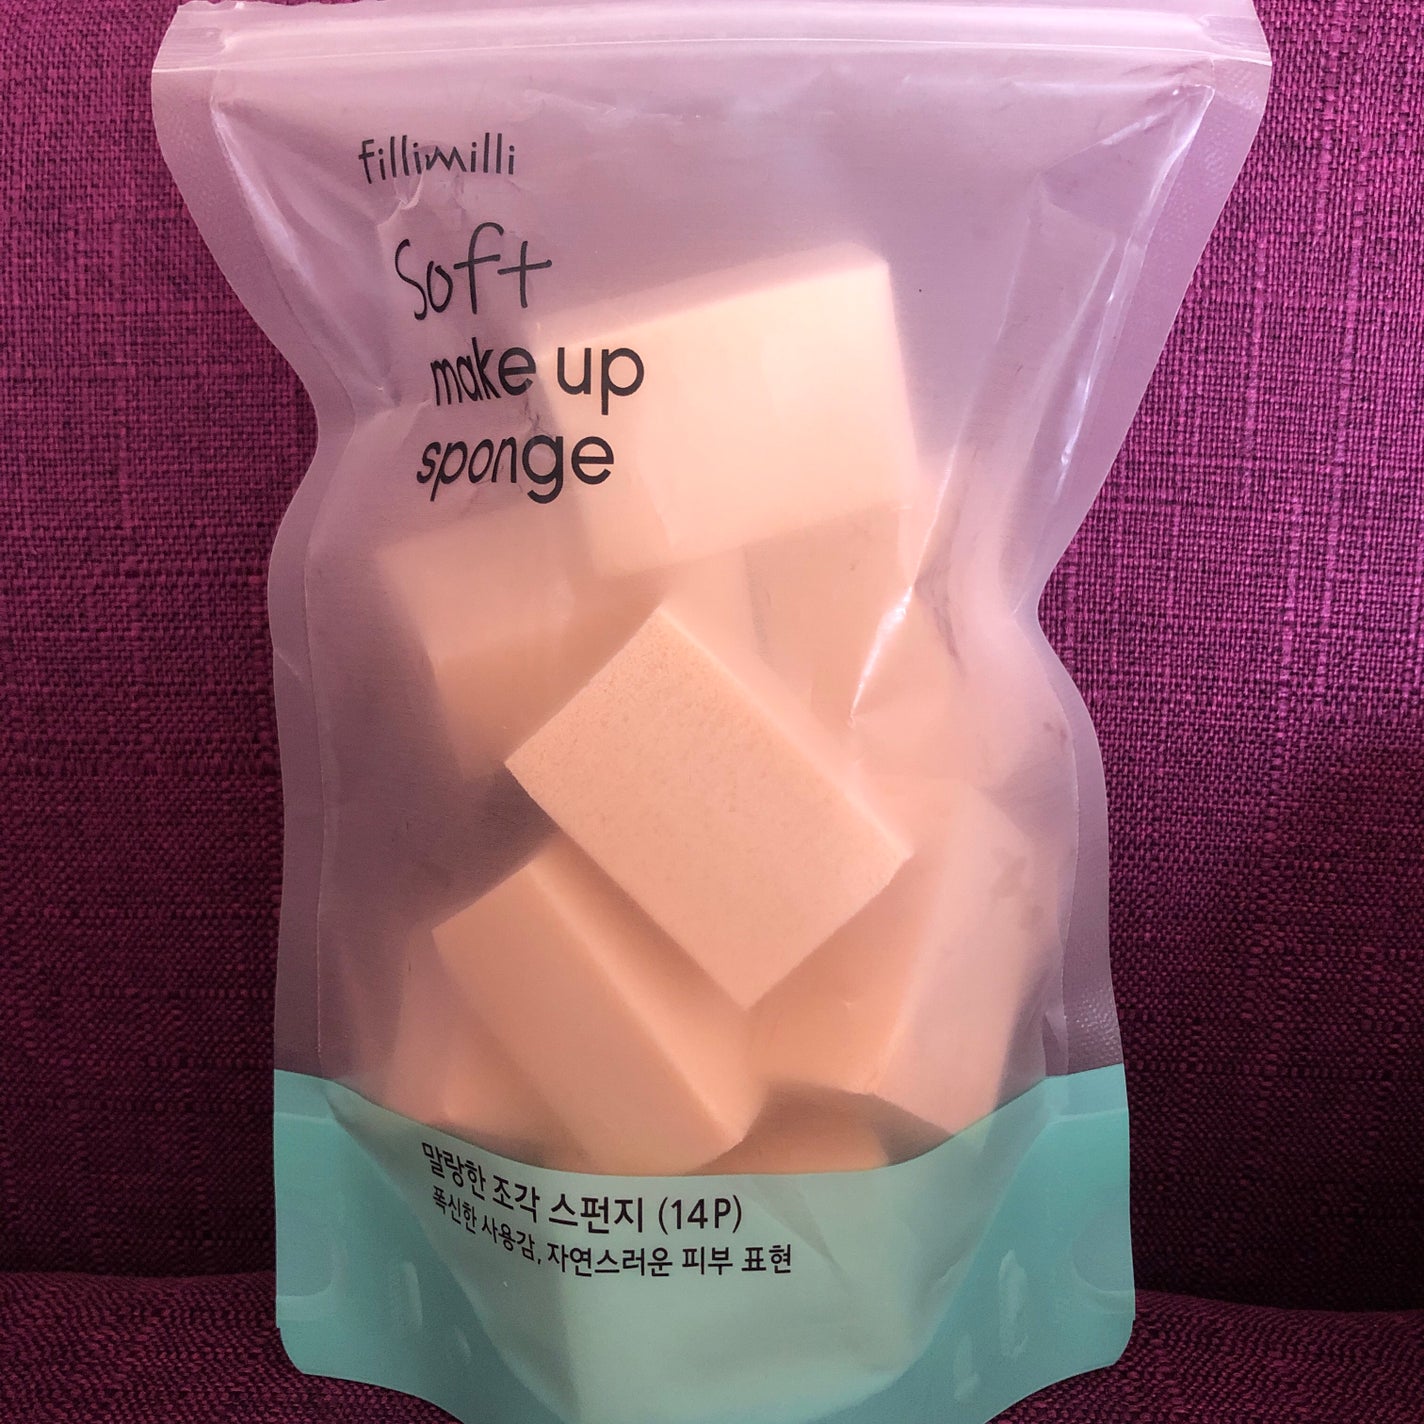 fillimilli
Soft
make up
sponge
말랑한 조각 스펀지 (14P)
폭신한 사용감, 자연스러운 피부 표현